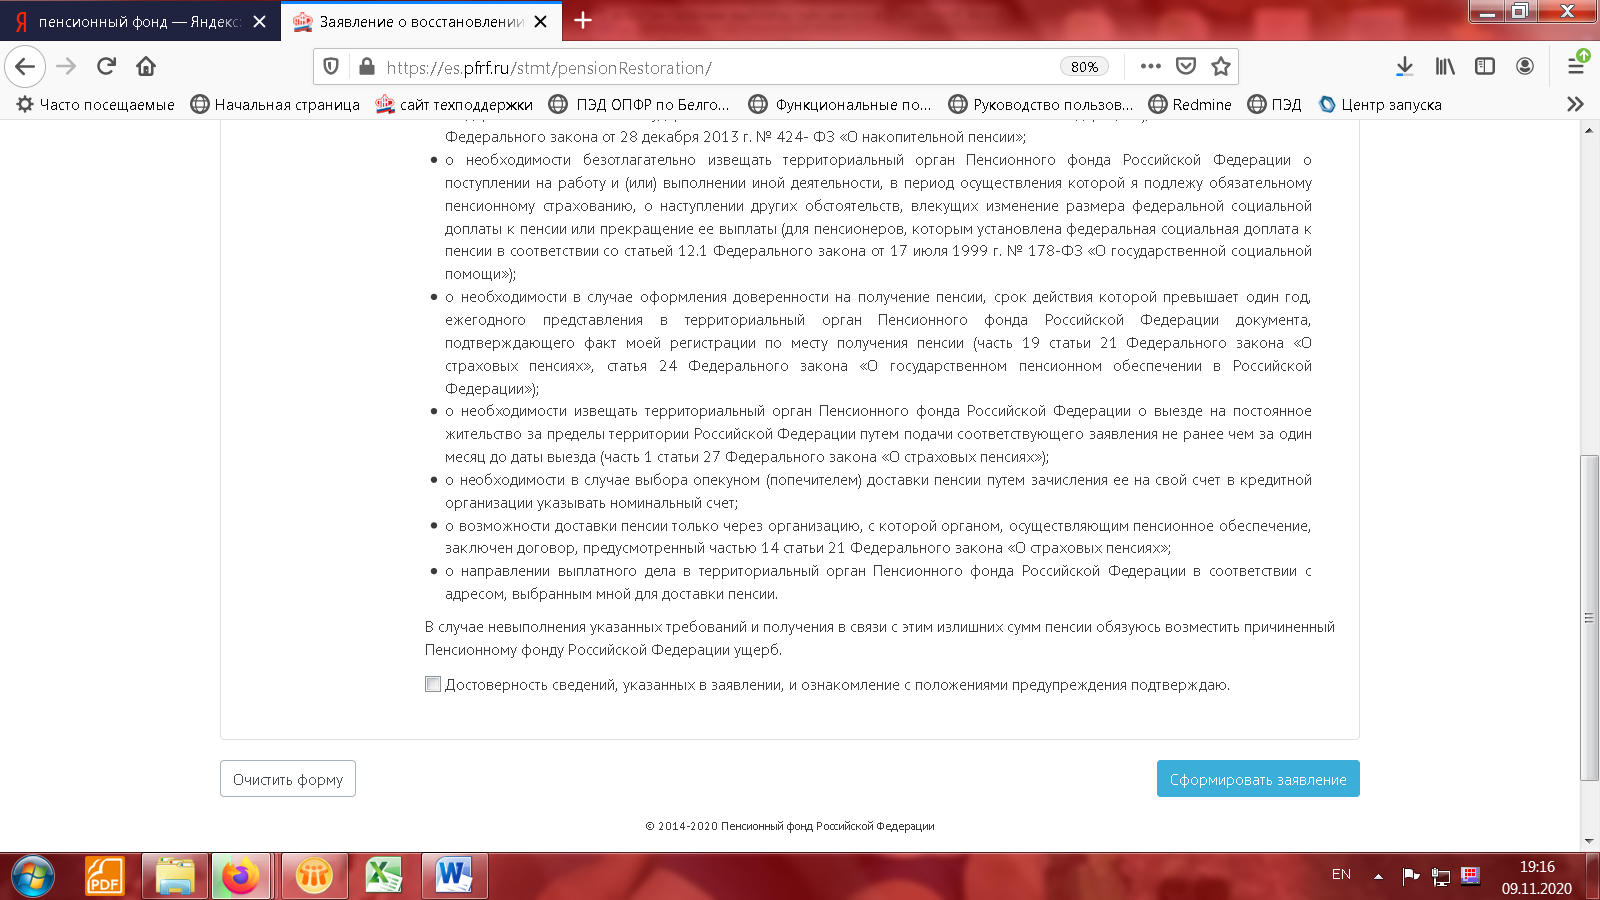 пенсионный фонд — Яндекс:
Заявление о восстановлении
https://es.pfrf.ru/stmt/pensionRestoration/
80%
Часто посещаемые
Начальная страница
сайт техподдержки
ПЭД ОПФР по Белго...
Функциональные по...
Руководство пользов...
Redmine
ПЭД
Центр запуска
Федерального закона от 28 декабря 2013 г. № 424- ФЗ «О накопительной пенсии»;
о необходимости безотлагательно извещать территориальный орган Пенсионного фонда Российской Федерации о
поступлении на работу и (или) выполнении иной деятельности, в период осуществления которой я подлежу обязательному
пенсионному страхованию, о наступлении других обстоятельств, влекущих изменение размера федеральной социальной
доплаты к пенсии или прекращение ее выплаты (для пенсионеров, которым установлена федеральная социальная доплата к
пенсии в соответствии со статьей 12.1 Федерального закона от 17 июля 1999 г. № 178-ФЗ «О государственной социальной
помощи»);
о необходимости в случае оформления доверенности на получение пенсии, срок действия которой превышает один год,
ежегодного представления в территориальный орган Пенсионного фонда Российской Федерации документа,
подтверждающего факт моей регистрации по месту получения пенсии (часть 19 статьи 21 Федерального закона «О
страховых пенсиях», статья 24 Федерального закона «О государственном пенсионном обеспечении в Российской
Федерации»);
о необходимости извещать территориальный орган Пенсионного фонда Российской Федерации о выезде на постоянное
жительство за пределы территории Российской Федерации путем подачи соответствующего заявления не ранее чем за один
месяц до даты выезда (часть 1 статьи 27 Федерального закона «О страховых пенсиях»);
о необходимости в случае выбора опекуном (попечителем) доставки пенсии путем зачисления ее на свой счет в кредитной
организации указывать номинальный счет;
о возможности доставки пенсии только через организацию, с которой органом, осуществляющим пенсионное обеспечение,
заключен договор, предусмотренный частью 14 статьи 21 Федерального закона «О страховых пенсиях»;
о направлении выплатного дела в территориальный орган Пенсионного фонда Российской Федерации в соответствии с
адресом, выбранным мной для доставки пенсии.
В случае невыполнения указанных требований и получения в связи с этим излишних сумм пенсии обязуюсь возместить причиненный
Пенсионному фонду Российской Федерации ущерб.
Достоверность сведений, указанных в заявлении, и ознакомление с положениями предупреждения подтверждаю.
Очистить форму
Сформировать заявление
© 2014-2020 Пенсионный фонд Российской Федерации
PDF
EN
19:16
09.11.2020